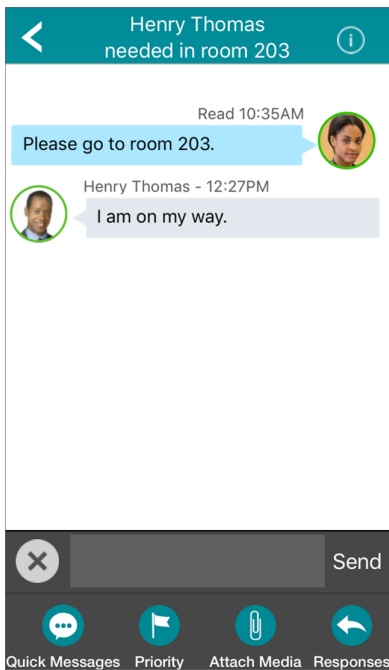 Henry Thomas
needed in room 203
Read 10:35AM
Please go to room 203.
Henry Thomas - 12:27PM
I am on my way.
Send
Quick Messages Priority Attach Media Responses